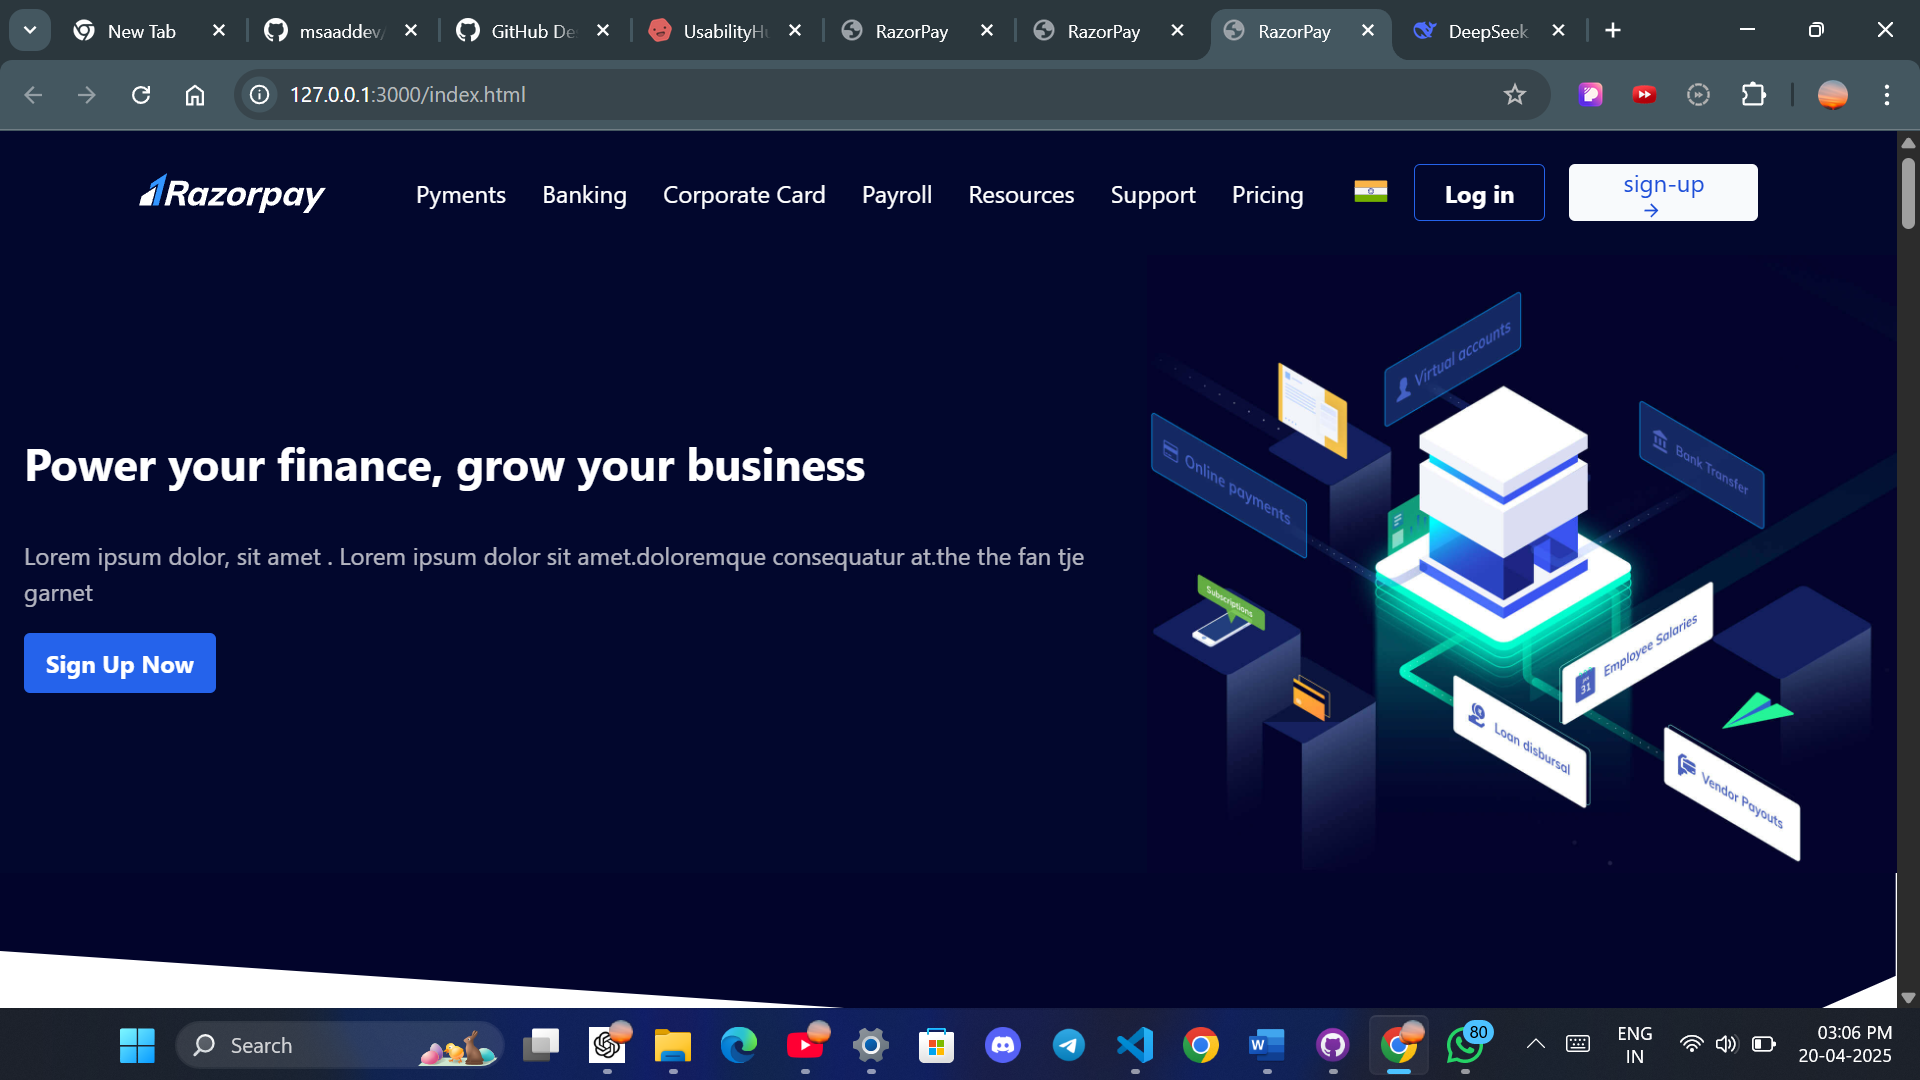 New Tab
msaaddev/
GitHub De
UsabilityHu
RazorPay
RazorPay
RazorPay
DeepSeek
127.0.0.1:3000/index.html
Razorpay
Pyments
Banking
Corporate Card
Payroll
Resources
Support
Pricing
Log in
sign-up
→
Power your finance, grow your business
Lorem ipsum dolor, sit amet . Lorem ipsum dolor sit amet.doloremque consequatur at.the the fan tje
garnet
Sign Up Now
Virtual accounts
Online payments
Bank Transfer
Subscriptions
Employee Salaries
31
Loan disbursal
Vendor Payouts
Search
80
ENG
IN
03:06 PM
20-04-2025